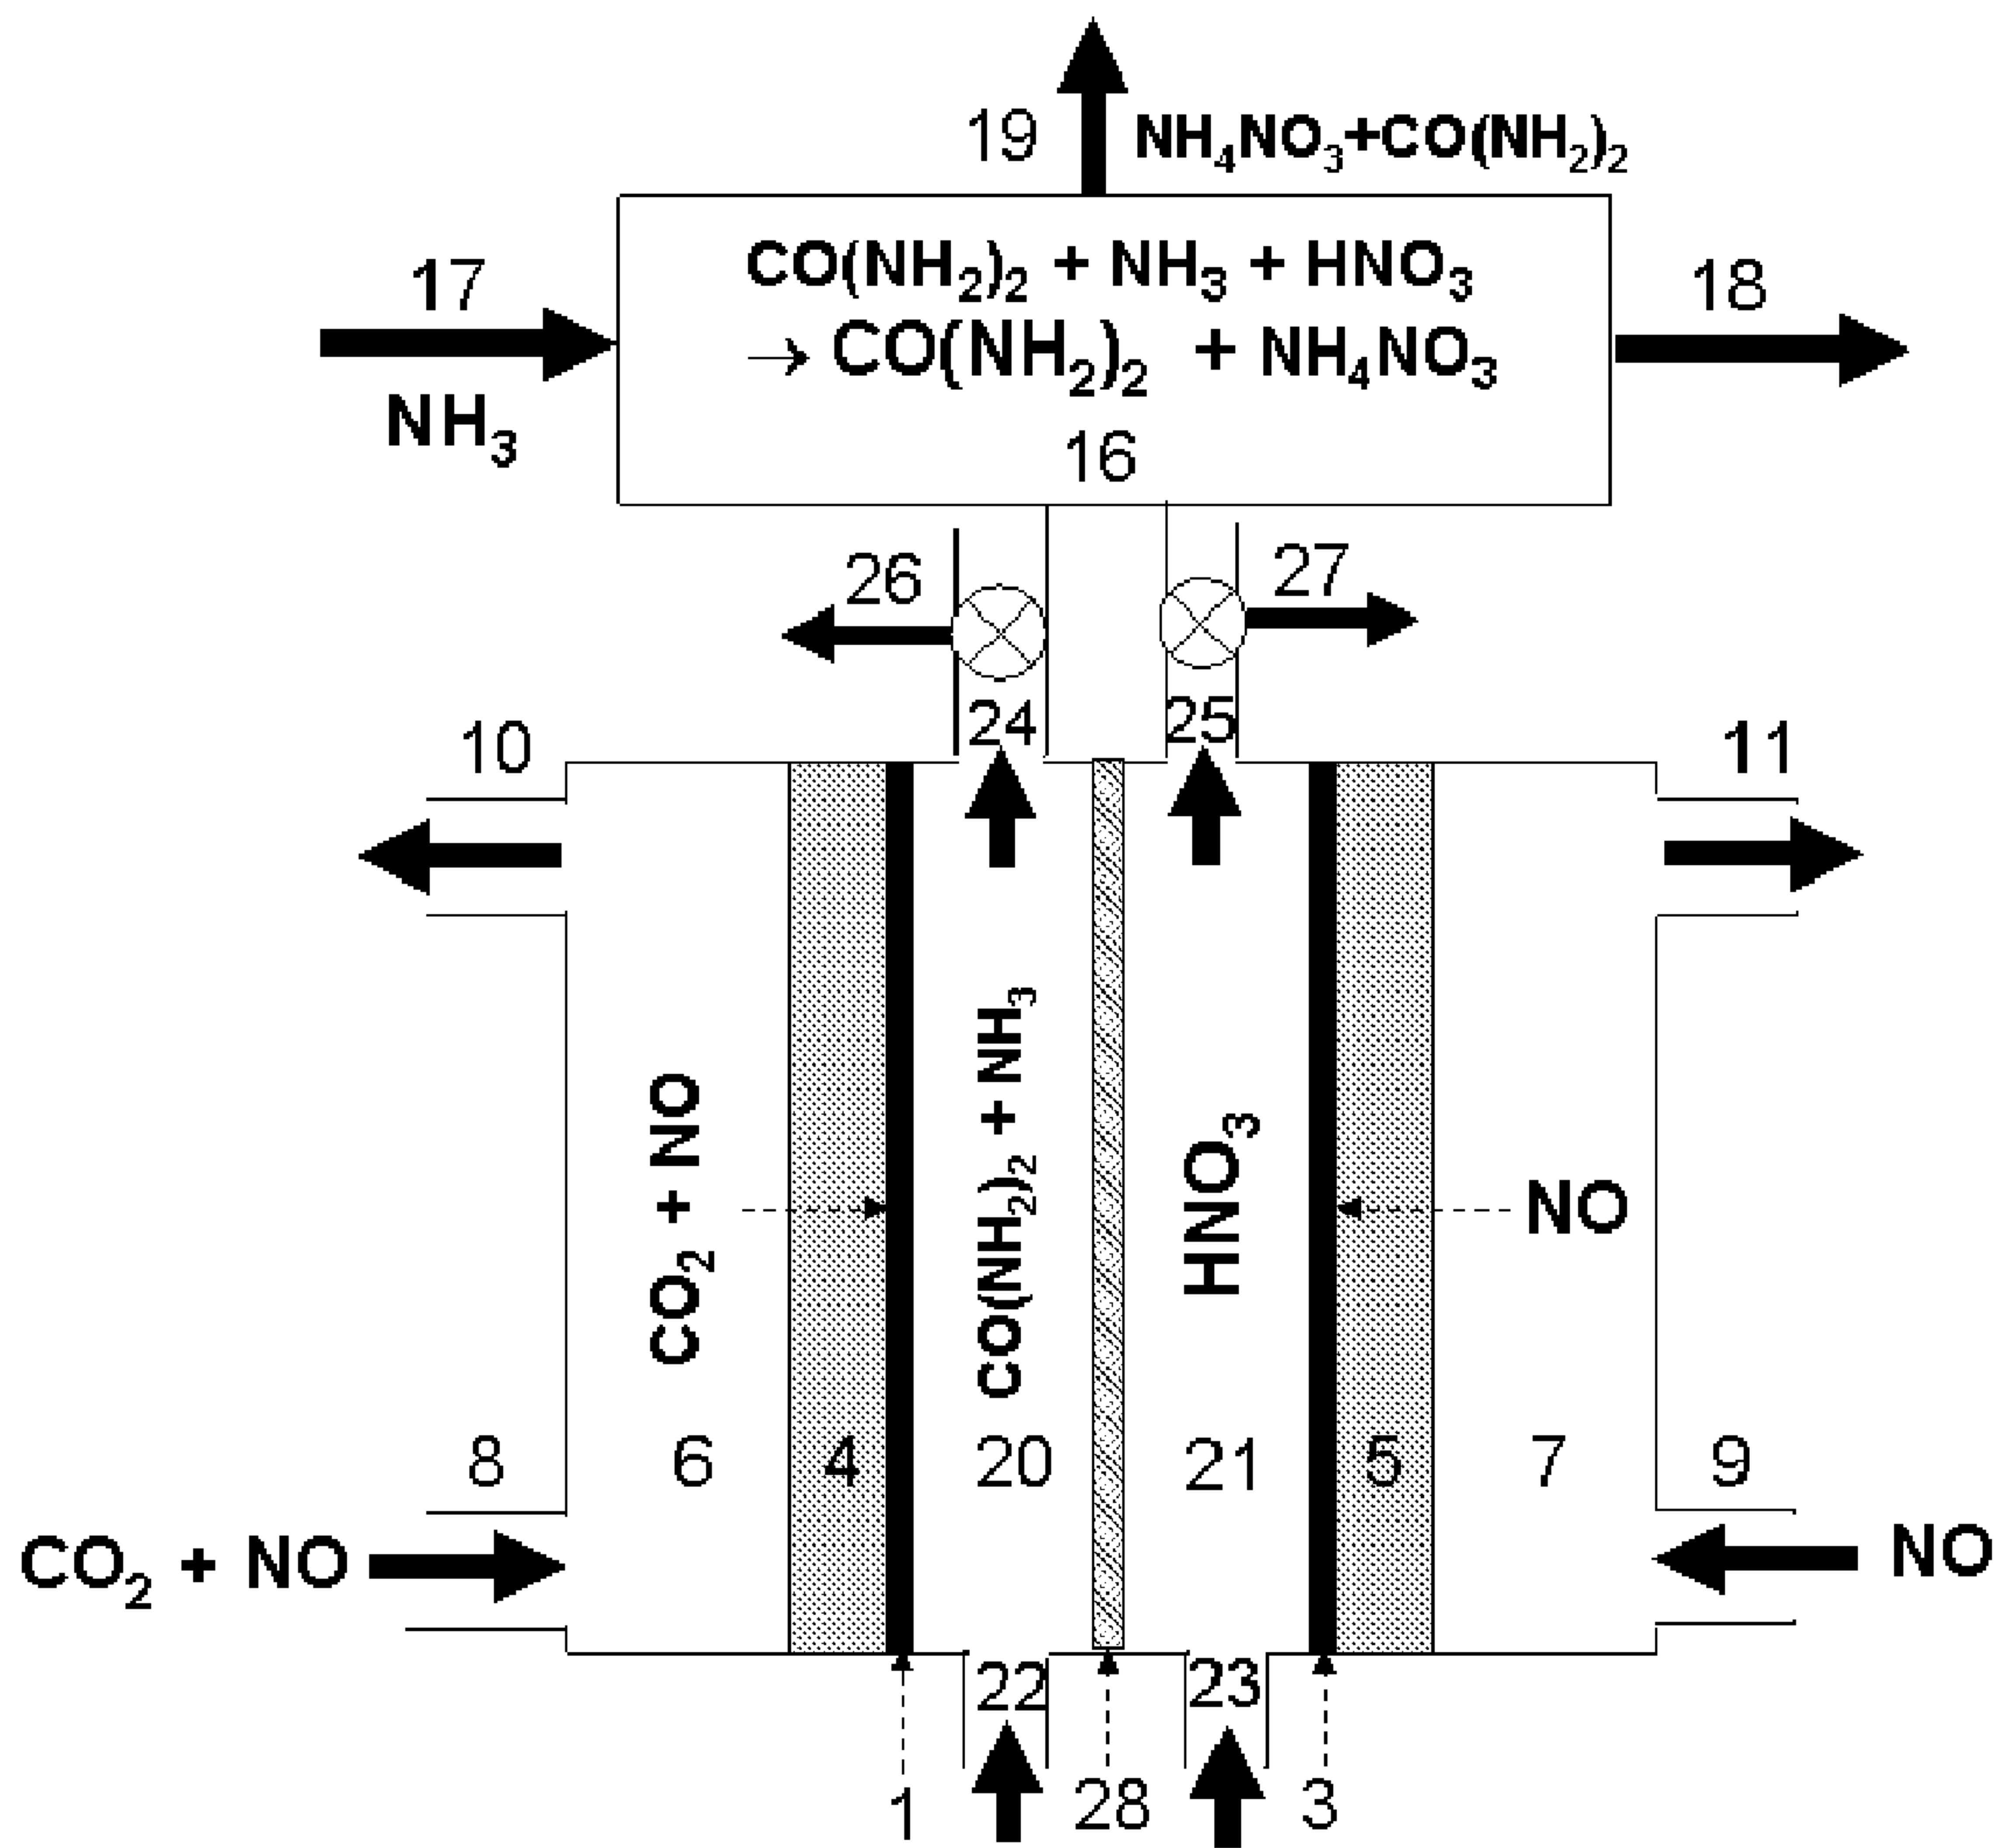 19
NH₄NO₃+CO(NH₂)₂
17
NH₃
CO(NH₂)₂ + NH₃ + HNO₃
→ CO(NH₂)₂ + NH₄NO₃
16
18
26
27
24
25
10
11
CO₂ + NO
CO(NH₂)₂ + NH₃
HNO₃
NO
8
6
4
20
21
5
7
9
CO₂ + NO
NO
22
23
1
28
3